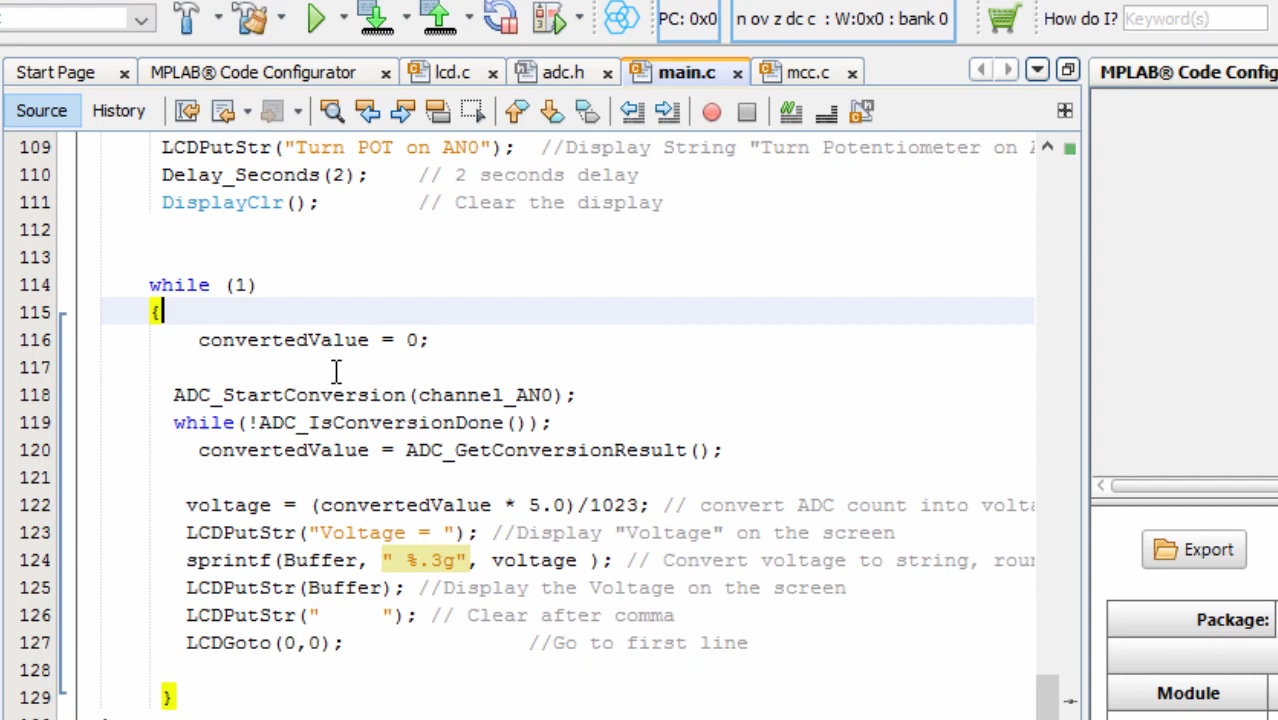 PC: 0x0 n ov z dc c : W:0x0 : bank 0 How do I? Keyword(s)
Start Page MPLAB® Code Configurator lcd.c adc.h main.c mcc.c MPLAB® Code Config
Source History
109 LCDPutStr("Turn POT on AN0"); //Display String "Turn Potentiometer on
110 Delay_Seconds(2); // 2 seconds delay
111 DisplayClr(); // Clear the display
112
113
114 while (1)
115 {
116 convertedValue = 0;
117
118 ADC_StartConversion(channel_AN0);
119 while(!ADC_IsConversionDone());
120 convertedValue = ADC_GetConversionResult();
121
122 voltage = (convertedValue * 5.0)/1023; // convert ADC count into volta
123 LCDPutStr("Voltage = "); //Display "Voltage" on the screen
124 sprintf(Buffer, " %.3g", voltage ); // Convert voltage to string, rou
125 LCDPutStr(Buffer); //Display the Voltage on the screen
126 LCDPutStr("     "); // Clear after comma
127 LCDGoto(0,0); //Go to first line
128
129 }
Export
Package:
Module